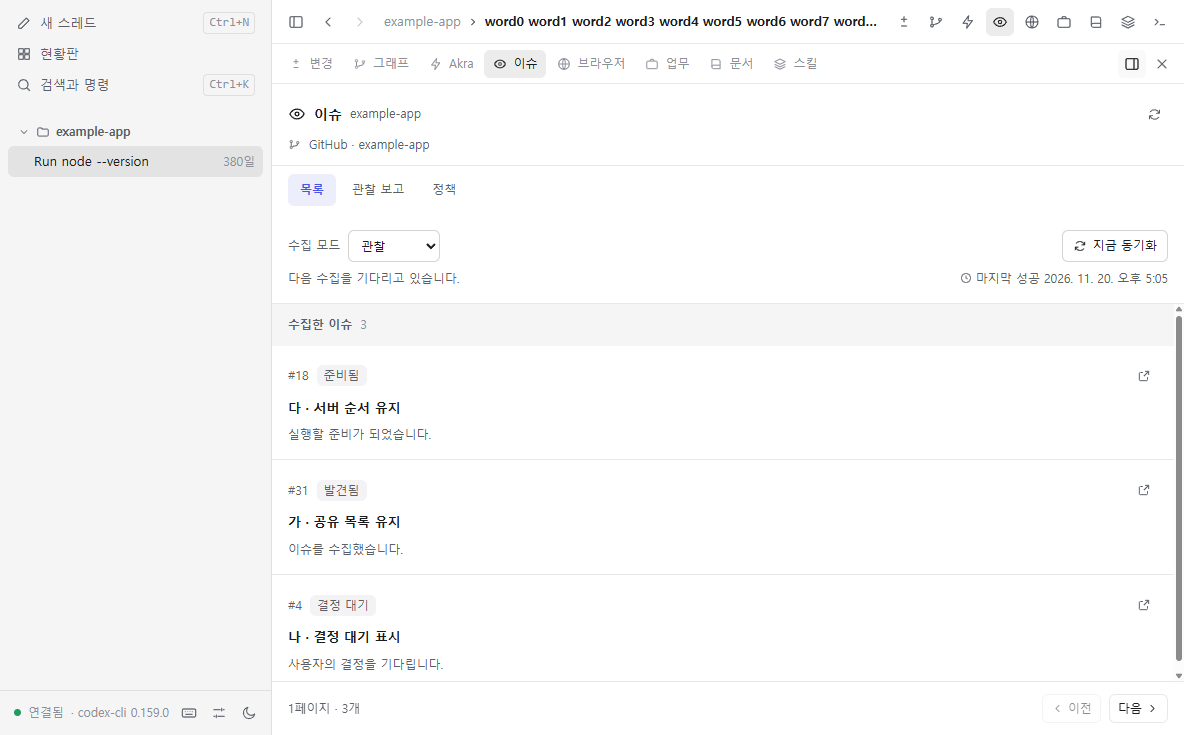 새 스레드 Ctrl+N
현황판
검색과 명령 Ctrl+K
example-app
Run node --version 380일
연결됨 · codex-cli 0.159.0
example-app › word0 word1 word2 word3 word4 word5 word6 word7 word...
변경 그래프 Akra 이슈 브라우저 업무 문서 스킬
이슈 example-app
GitHub · example-app
목록 관찰 보고 정책
수집 모드 관찰 지금 동기화
다음 수집을 기다리고 있습니다. 마지막 성공 2026. 11. 20. 오후 5:05
수집한 이슈 3
#18 준비됨
다 · 서버 순서 유지
실행할 준비가 되었습니다.
#31 발견됨
가 · 공유 목록 유지
이슈를 수집했습니다.
#4 결정 대기
나 · 결정 대기 표시
사용자의 결정을 기다립니다.
1페이지 · 3개 이전 다음